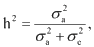 h² = σ²ₐ / (σ²ₐ + σ²ₑ),